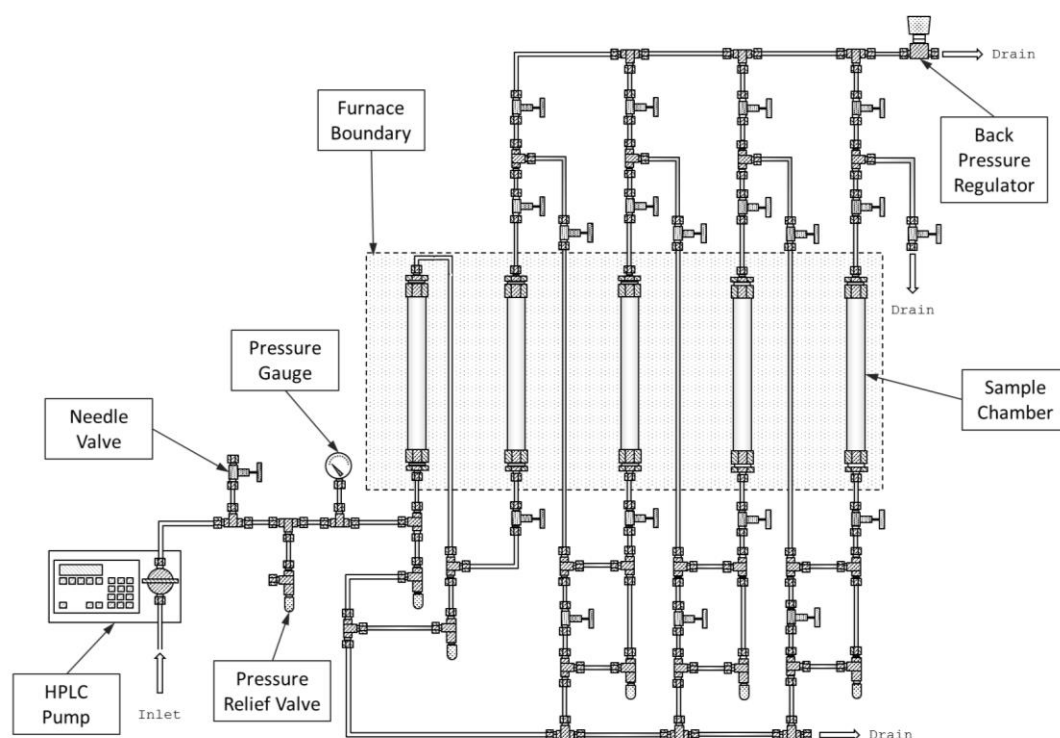 Drain
Furnace
Boundary
Back
Pressure
Regulator
Drain
Pressure
Gauge
Sample
Chamber
Needle
Valve
HPLC
Pump
Inlet
Pressure
Relief Valve
Drain